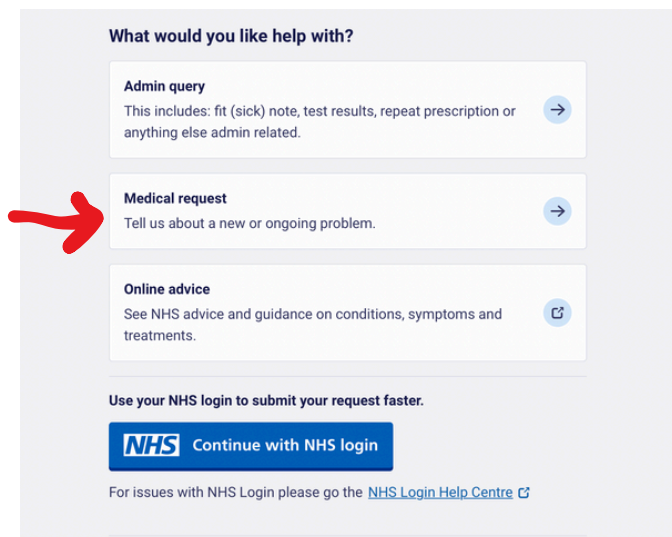 What would you like help with?
Admin query
This includes: fit (sick) note, test results, repeat prescription or
anything else admin related.
Medical request
Tell us about a new or ongoing problem.
Online advice
See NHS advice and guidance on conditions, symptoms and
treatments.
Use your NHS login to submit your request faster.
NHS Continue with NHS login
For issues with NHS Login please go the NHS Login Help Centre